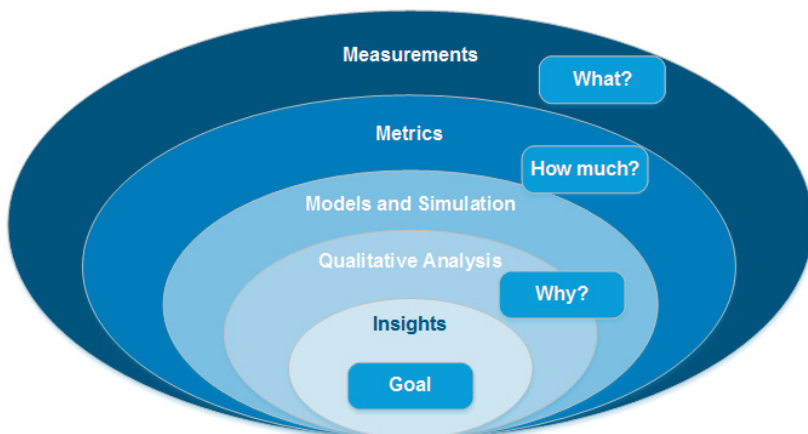 Measurements
What?
Metrics
How much?
Models and Simulation
Qualitative Analysis
Why?
Insights
Goal